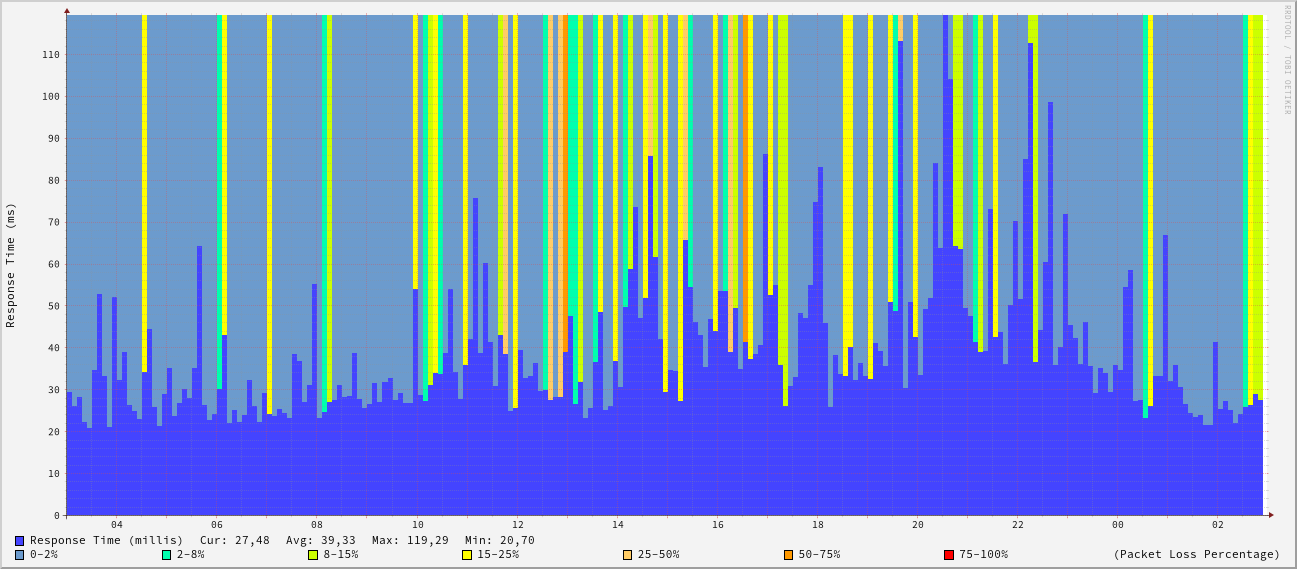 RRDTOOL / TOBI OETIKER
Response Time (ms)
110
100
90
80
70
60
50
40
30
20
10
0
04 06 08 10 12 14 16 18 20 22 00 02
Response Time (millis) Cur: 27,48 Avg: 39,33 Max: 119,29 Min: 20,70
0-2% 2-8% 8-15% 15-25% 25-50% 50-75% 75-100% (Packet Loss Percentage)